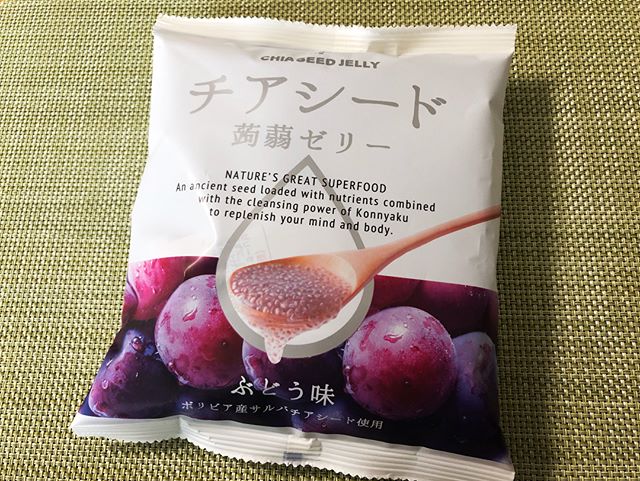 CHIASEED JELLY
チアシード
蒟蒻ゼリー
NATURE'S GREAT SUPERFOOD
An ancient seed loaded with nutrients combined
with the cleansing power of Konnyaku
to replenish your mind and body.
ぶどう味
ボリビア産サルバチアシード使用